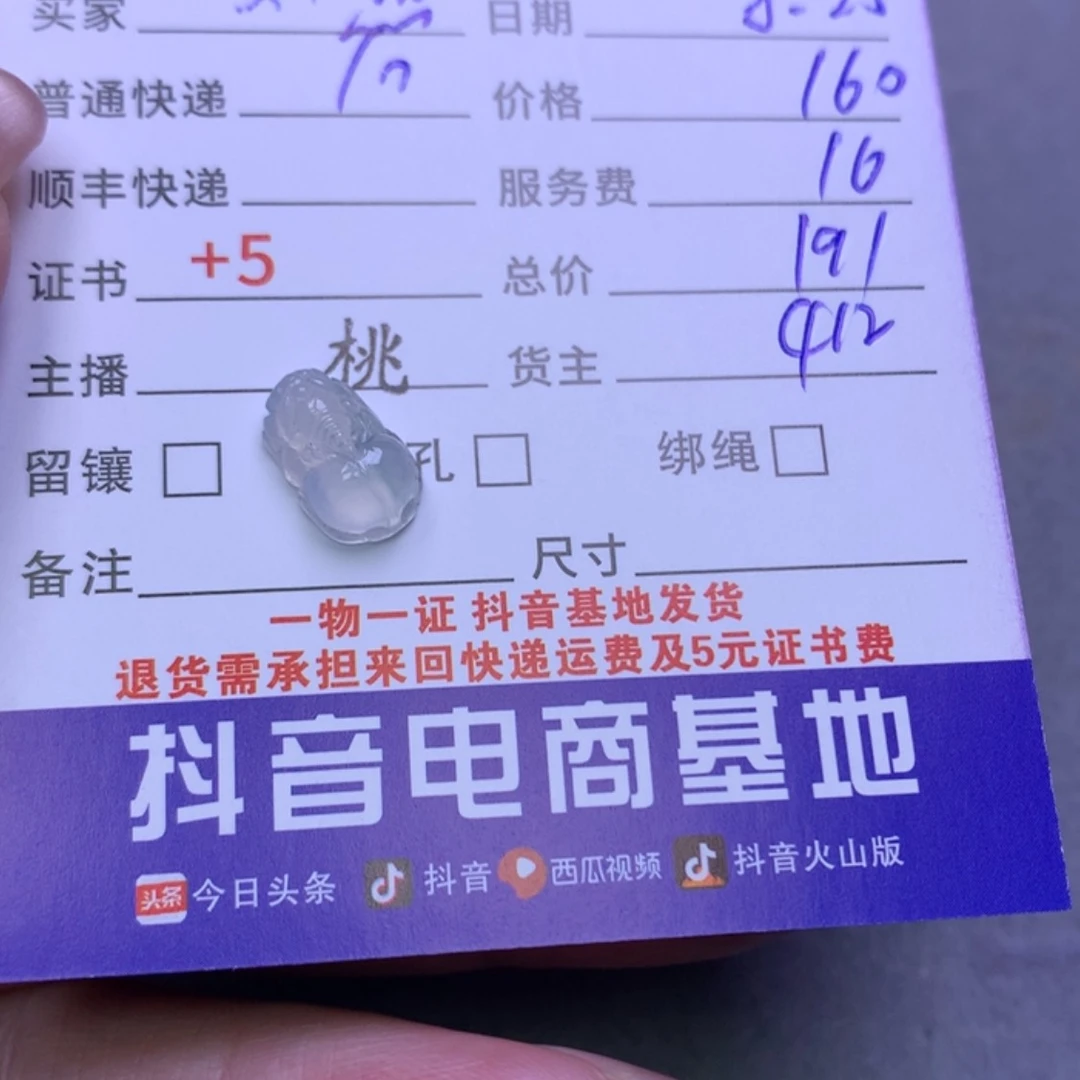 买家 日期
普通快递 价格 160
顺丰快递 服务费 16
证书 +5 总价 191
主播 桃 货主 412
留镶 孔 绑绳
备注 尺寸
一物一证 抖音基地发货
退货需承担来回快递运费及5元证书费
抖音电商基地
头条 今日头条 抖音 西瓜视频 抖音火山版